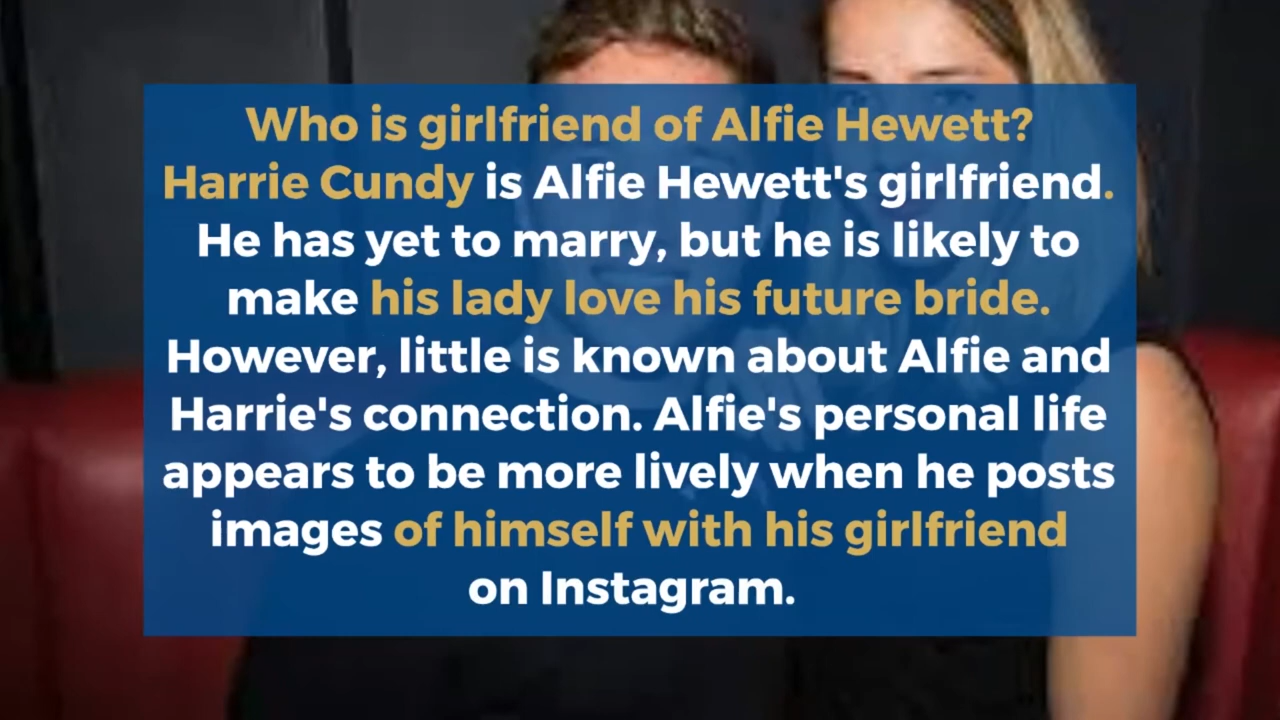 Who is girlfriend of Alfie Hewett?
Harrie Cundy is Alfie Hewett's girlfriend.
He has yet to marry, but he is likely to
make his lady love his future bride.
However, little is known about Alfie and
Harrie's connection. Alfie's personal life
appears to be more lively when he posts
images of himself with his girlfriend
on Instagram.